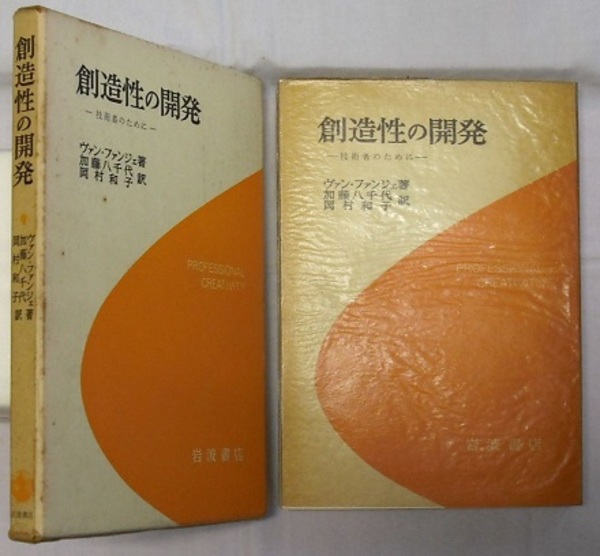 創造性の開発
ヴァン・ファンジェ著
加藤八千代
岡村和子訳
岩波書店
創造性の開発
—技術者のために—
ヴァン・ファンジェ著
加藤八千代
岡村和子訳
PROFESSIONAL
CREATIVITY
岩波書店
創造性の開発
—技術者のために—
ヴァン・ファンジェ著
加藤八千代
岡村和子訳
PROFESSIONAL
CREATIVITY
岩波書店